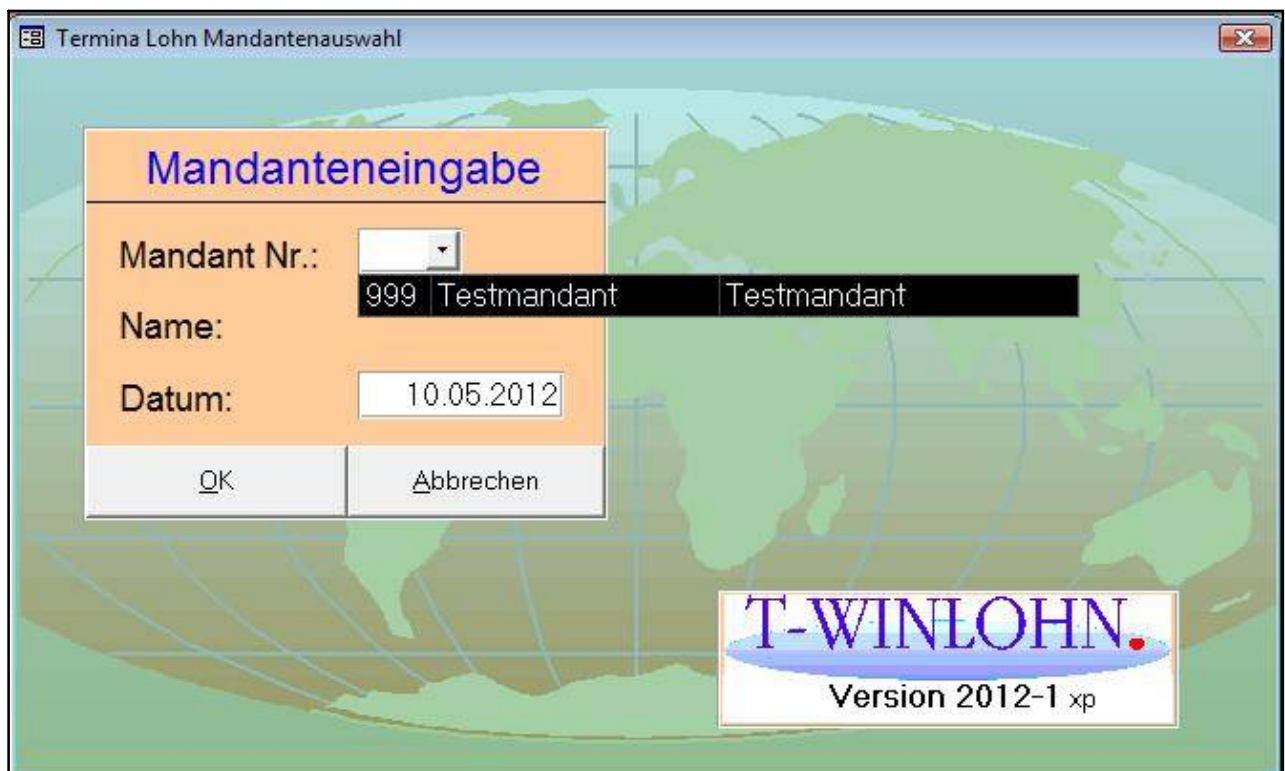 Termina Lohn Mandantenauswahl
Mandanteneingabe
Mandant Nr.:
999 Testmandant Testmandant
Name:
Datum: 10.05.2012
OK Abbrechen
T-WINLOHN.
Version 2012-1 xp